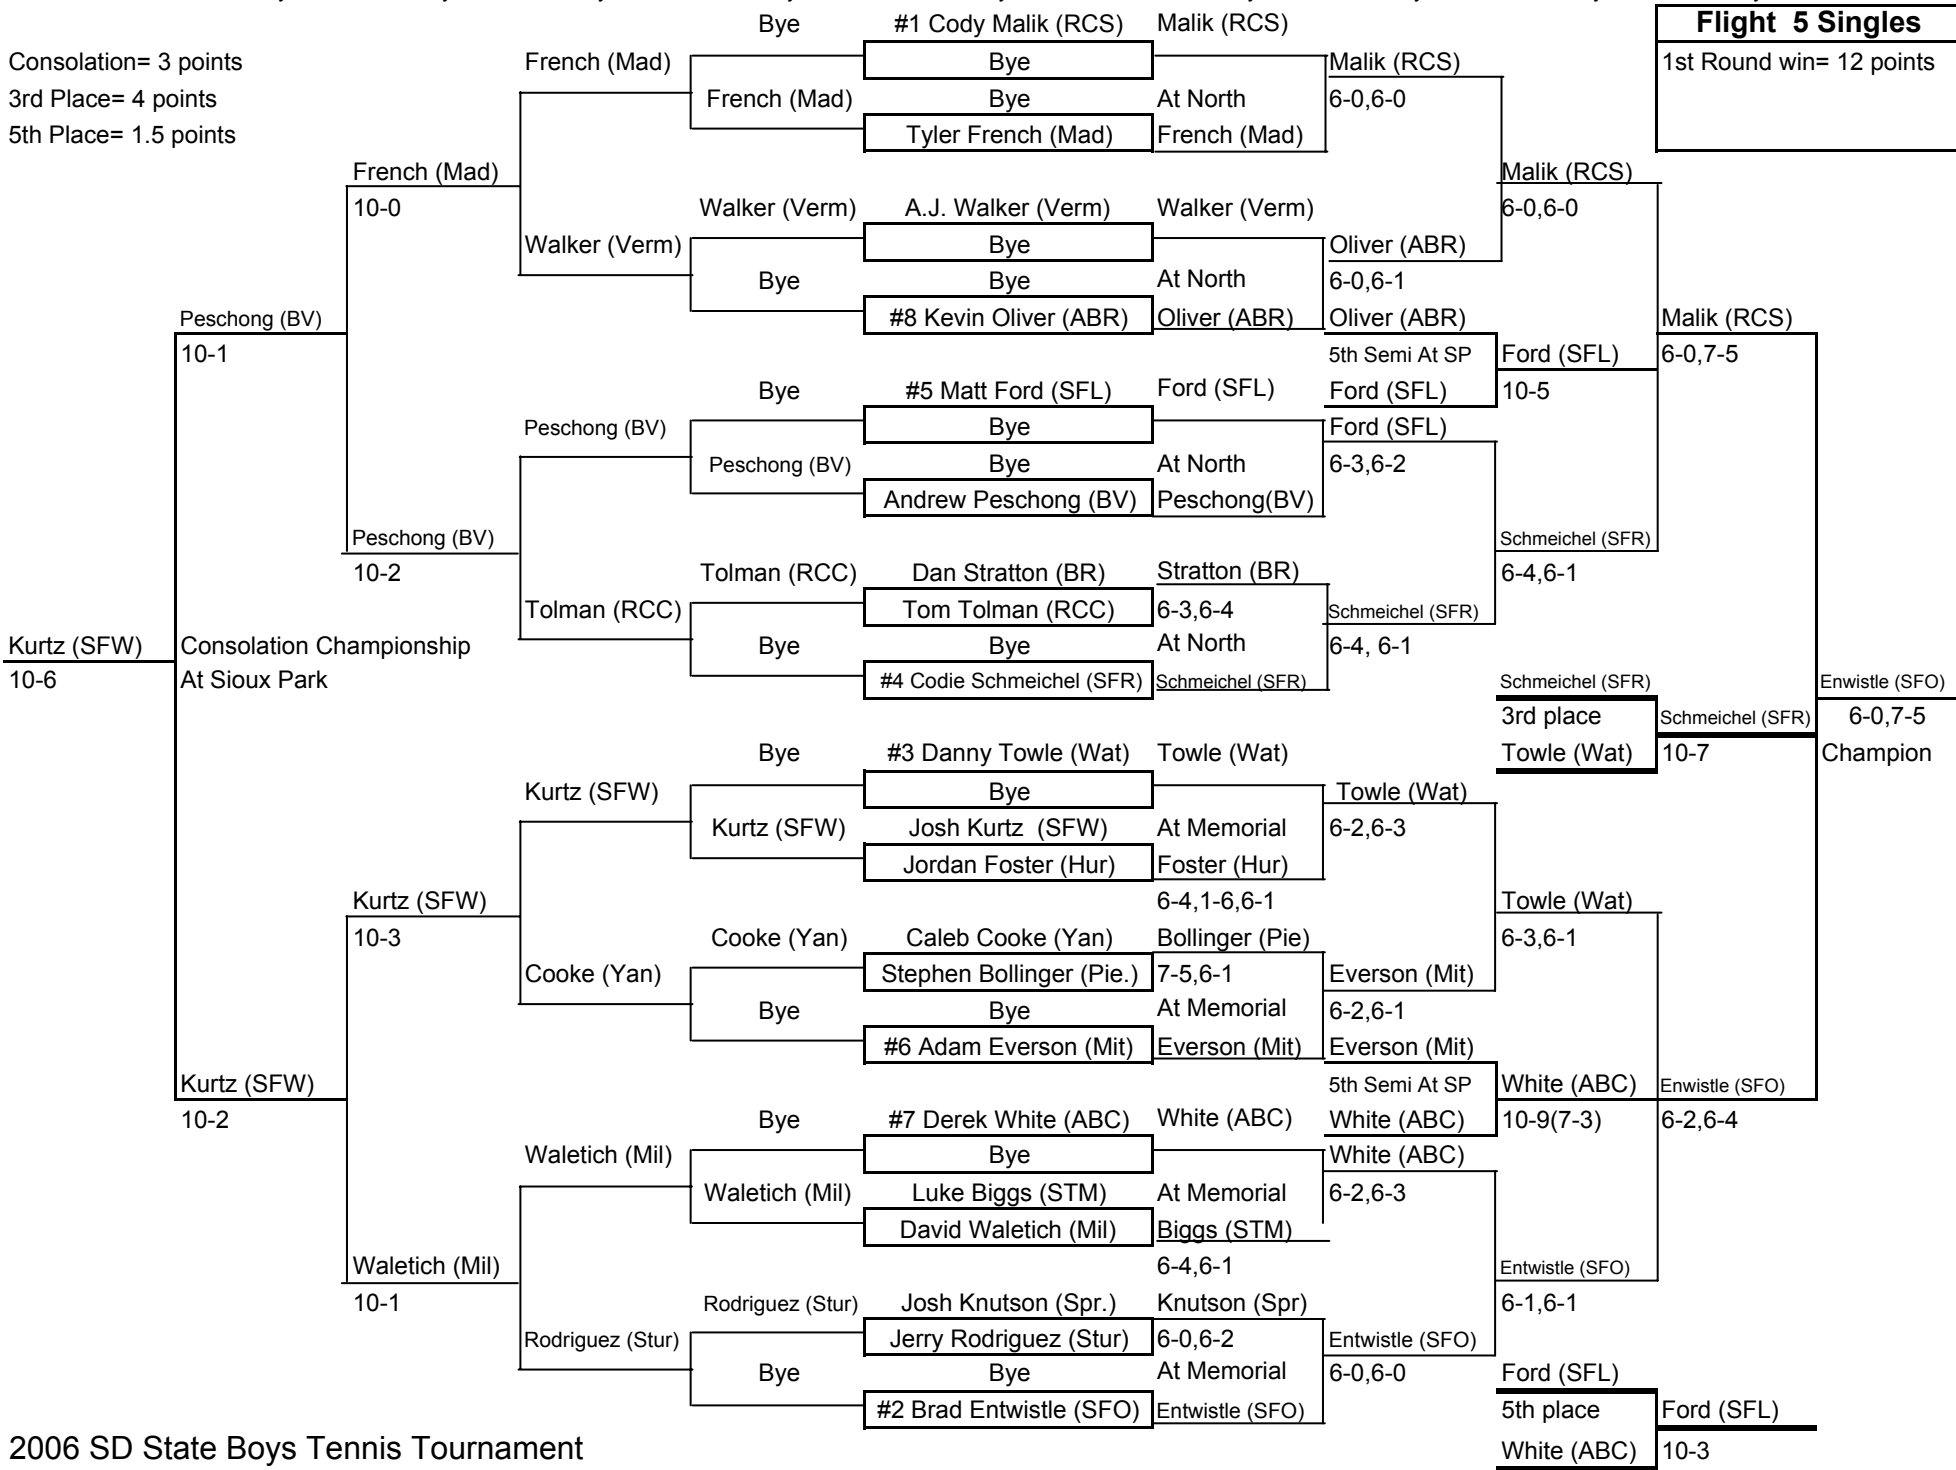 Bye #1 Cody Malik (RCS) Malik (RCS) Flight 5 Singles
Consolation= 3 points French (Mad) Bye Malik (RCS) 1st Round win= 12 points
3rd Place= 4 points French (Mad) Bye At North 6-0,6-0
5th Place= 1.5 points Tyler French (Mad) French (Mad)
French (Mad) Malik (RCS)
10-0 Walker (Verm) A.J. Walker (Verm) Walker (Verm) 6-0,6-0
Walker (Verm) Bye Oliver (ABR)
Bye Bye At North 6-0,6-1
Peschong (BV) #8 Kevin Oliver (ABR) Oliver (ABR) Oliver (ABR) Malik (RCS)
10-1 5th Semi At SP Ford (SFL) 6-0,7-5
Bye #5 Matt Ford (SFL) Ford (SFL) Ford (SFL) 10-5
Peschong (BV) Bye Ford (SFL)
Peschong (BV) Bye At North 6-3,6-2
Andrew Peschong (BV) Peschong(BV)
Peschong (BV) Schmeichel (SFR)
10-2 Tolman (RCC) Dan Stratton (BR) Stratton (BR) 6-4,6-1
Tolman (RCC) Tom Tolman (RCC) 6-3,6-4 Schmeichel (SFR)
Kurtz (SFW) Consolation Championship Bye Bye At North 6-4, 6-1
10-6 At Sioux Park #4 Codie Schmeichel (SFR) Schmeichel (SFR) Schmeichel (SFR) Enwistle (SFO)
3rd place Schmeichel (SFR) 6-0,7-5
Bye #3 Danny Towle (Wat) Towle (Wat) Towle (Wat) 10-7 Champion
Kurtz (SFW) Bye Towle (Wat)
Kurtz (SFW) Josh Kurtz (SFW) At Memorial 6-2,6-3
Jordan Foster (Hur) Foster (Hur)
Kurtz (SFW) 6-4,1-6,6-1 Towle (Wat)
10-3 Cooke (Yan) Caleb Cooke (Yan) Bollinger (Pie) 6-3,6-1
Cooke (Yan) Stephen Bollinger (Pie.) 7-5,6-1 Everson (Mit)
Bye Bye At Memorial 6-2,6-1
#6 Adam Everson (Mit) Everson (Mit) Everson (Mit)
Kurtz (SFW) 5th Semi At SP White (ABC) Enwistle (SFO)
10-2 Bye #7 Derek White (ABC) White (ABC) White (ABC) 10-9(7-3) 6-2,6-4
Waletich (Mil) Bye White (ABC)
Waletich (Mil) Luke Biggs (STM) At Memorial 6-2,6-3
David Waletich (Mil) Biggs (STM)
Waletich (Mil) 6-4,6-1 Entwistle (SFO)
10-1 Rodriguez (Stur) Josh Knutson (Spr.) Knutson (Spr) 6-1,6-1
Rodriguez (Stur) Jerry Rodriguez (Stur) 6-0,6-2 Entwistle (SFO)
Bye Bye At Memorial 6-0,6-0 Ford (SFL)
#2 Brad Entwistle (SFO) Entwistle (SFO) 5th place Ford (SFL)
2006 SD State Boys Tennis Tournament White (ABC) 10-3